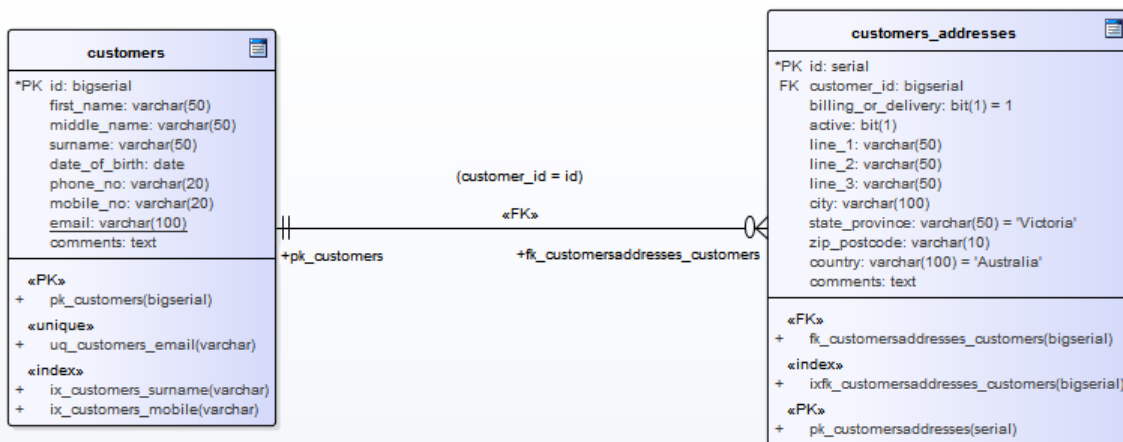 customers
*PK id: bigserial
first_name: varchar(50)
middle_name: varchar(50)
surname: varchar(50)
date_of_birth: date
phone_no: varchar(20)
mobile_no: varchar(20)
email: varchar(100)
comments: text
«PK»
+ pk_customers(bigserial)
«unique»
+ uq_customers_email(varchar)
«index»
+ ix_customers_surname(varchar)
+ ix_customers_mobile(varchar)
(customer_id = id)
«FK»
+pk_customers
+fk_customersaddresses_customers
customers_addresses
*PK id: serial
FK customer_id: bigserial
billing_or_delivery: bit(1) = 1
active: bit(1)
line_1: varchar(50)
line_2: varchar(50)
line_3: varchar(50)
city: varchar(100)
state_province: varchar(50) = 'Victoria'
zip_postcode: varchar(10)
country: varchar(100) = 'Australia'
comments: text
«FK»
+ fk_customersaddresses_customers(bigserial)
«index»
+ ixfk_customersaddresses_customers(bigserial)
«PK»
+ pk_customersaddresses(serial)